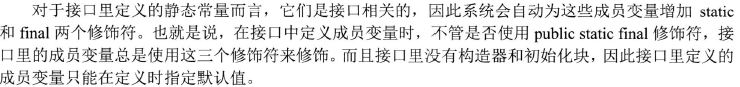 对于接口里定义的静态常量而言，它们是接口相关的，因此系统会自动为这些成员变量增加 static
和 final 两个修饰符。也就是说，在接口中定义成员变量时，不管是否使用 public static final 修饰符，接
口里的成员变量总是使用这三个修饰符来修饰。而且接口里没有构造器和初始化块，因此接口里定义的
成员变量只能在定义时指定默认值。